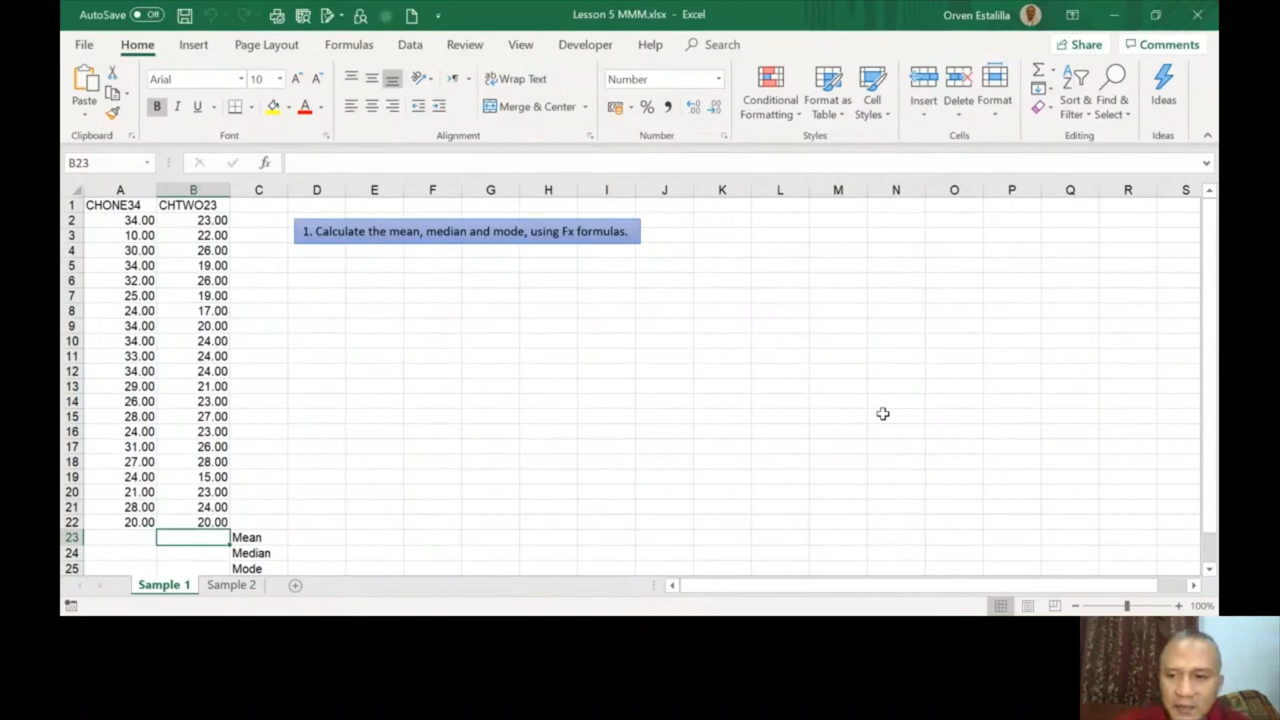 AutoSave Off Lesson 5 MMM.xlsx - Excel Orven Estalilla
File Home Insert Page Layout Formulas Data Review View Developer Help Search Share Comments
Paste Arial 10 B I U A Wrap Text Merge & Center Number % Conditional Formatting Format as Table Cell Styles Insert Delete Format Sort & Filter Find & Select Ideas
Clipboard Font Alignment Number Styles Cells Editing Ideas
B23 fx
A B C D E F G H I J K L M N O P Q R S
1 CHONE34 CHTWO23
2 34.00 23.00
1. Calculate the mean, median and mode, using Fx formulas.
3 10.00 22.00
4 30.00 26.00
5 34.00 19.00
6 32.00 26.00
7 25.00 19.00
8 24.00 17.00
9 34.00 20.00
10 34.00 24.00
11 33.00 24.00
12 34.00 24.00
13 29.00 21.00
14 26.00 23.00
15 28.00 27.00
16 24.00 23.00
17 31.00 26.00
18 27.00 28.00
19 24.00 15.00
20 21.00 23.00
21 28.00 24.00
22 20.00 20.00
23 Mean
24 Median
25 Mode
Sample 1 Sample 2
100%